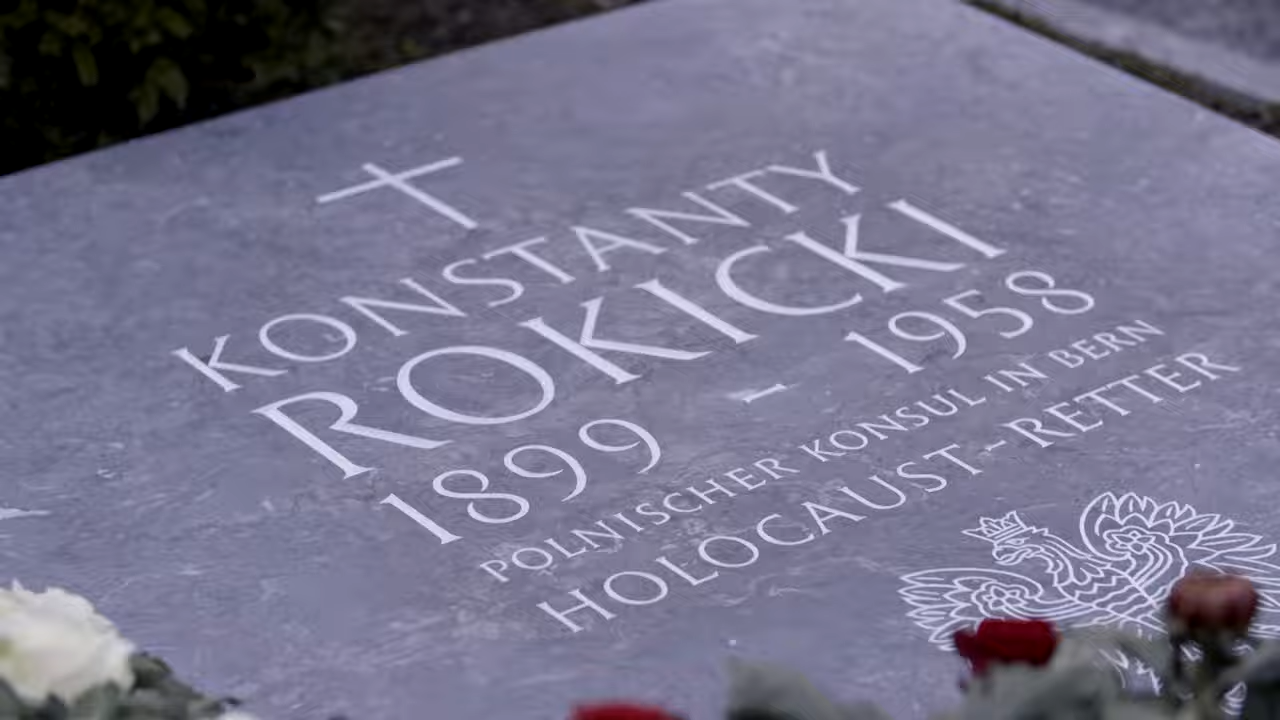 KONSTANTY
ROKICKI
1899 - 1958
POLNISCHER KONSUL IN BERN
HOLOCAUST-RETTER